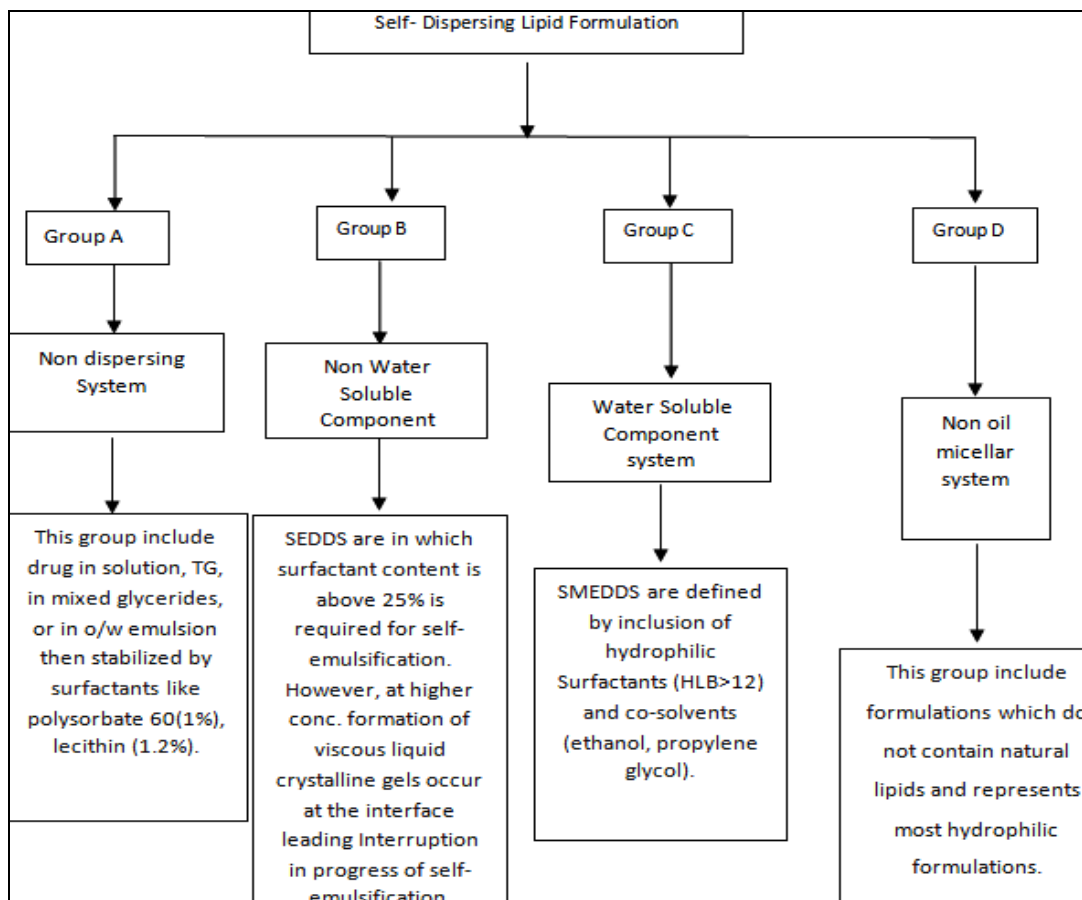 Self- Dispersing Lipid Formulation
Group A
Group B
Group C
Group D
Non dispersing
System
Non Water
Soluble
Component
Water Soluble
Component
system
Non oil
micellar
system
This group include
drug in solution, TG,
in mixed glycerides,
or in o/w emulsion
then stabilized by
surfactants like
polysorbate 60(1%),
lecithin (1.2%).
SEDDS are in which
surfactant content is
above 25% is
required for self-
emulsification.
However, at higher
conc. formation of
viscous liquid
crystalline gels occur
at the interface
leading Interruption
in progress of self-
emulsification
SMEDDS are defined
by inclusion of
hydrophilic
Surfactants (HLB>12)
and co-solvents
(ethanol, propylene
glycol).
This group include
formulations which do
not contain natural
lipids and represents
most hydrophilic
formulations.